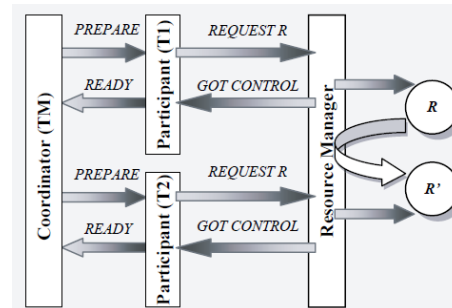 PREPARE
REQUEST R
READY
GOT CONTROL
Coordinator (TM)
Participant (T1)
Resource Manager
R
PREPARE
REQUEST R
READY
GOT CONTROL
Participant (T2)
R'